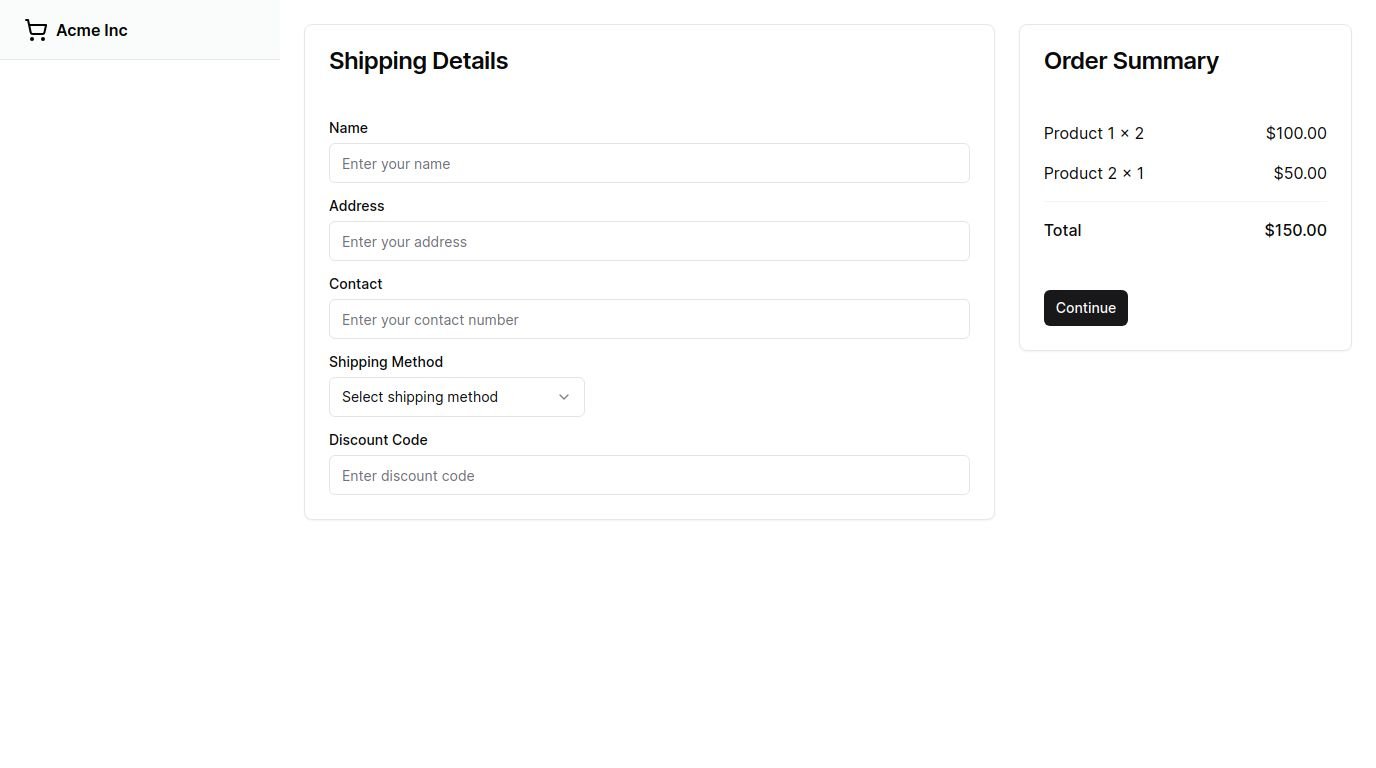 Acme Inc
Shipping Details
Name
Enter your name
Address
Enter your address
Contact
Enter your contact number
Shipping Method
Select shipping method
Discount Code
Enter discount code
Order Summary
Product 1 × 2 $100.00
Product 2 × 1 $50.00
Total $150.00
Continue